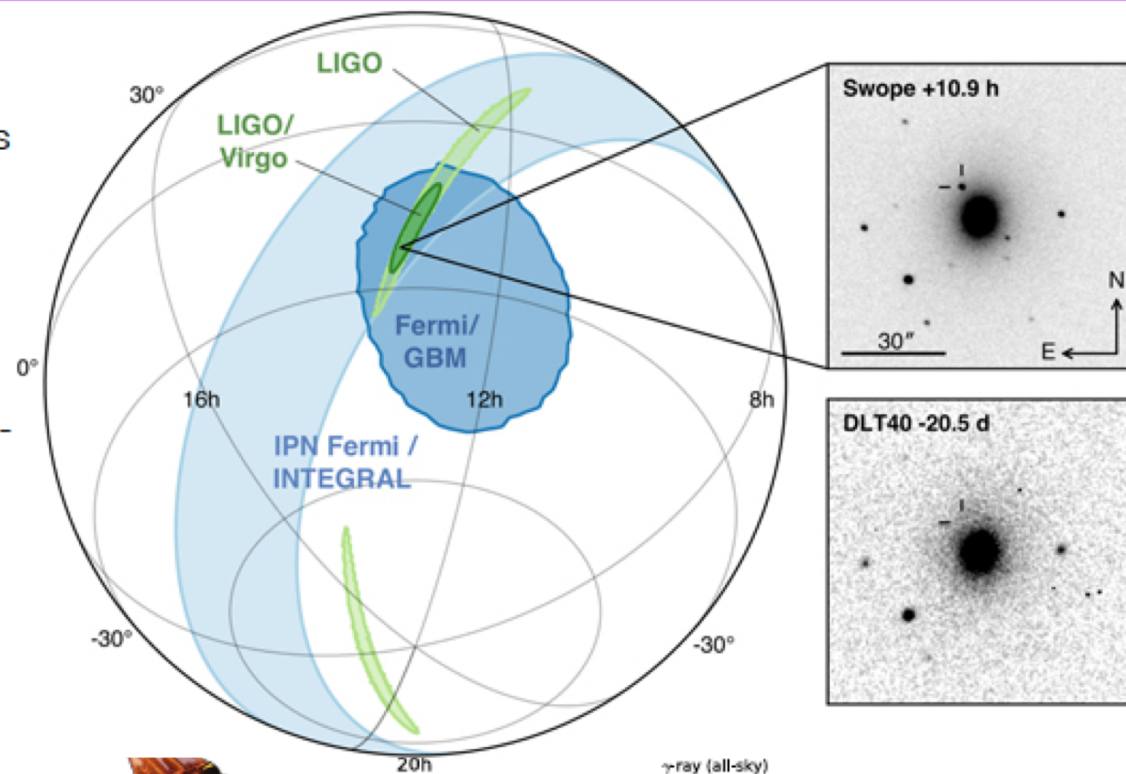 S
–
LIGO
30°
LIGO/
Virgo
Fermi/
GBM
0°
16h
12h
8h
IPN Fermi /
INTEGRAL
-30°
-30°
20h
γ-ray (all-sky)
Swope +10.9 h
N
30"
E
DLT40 -20.5 d